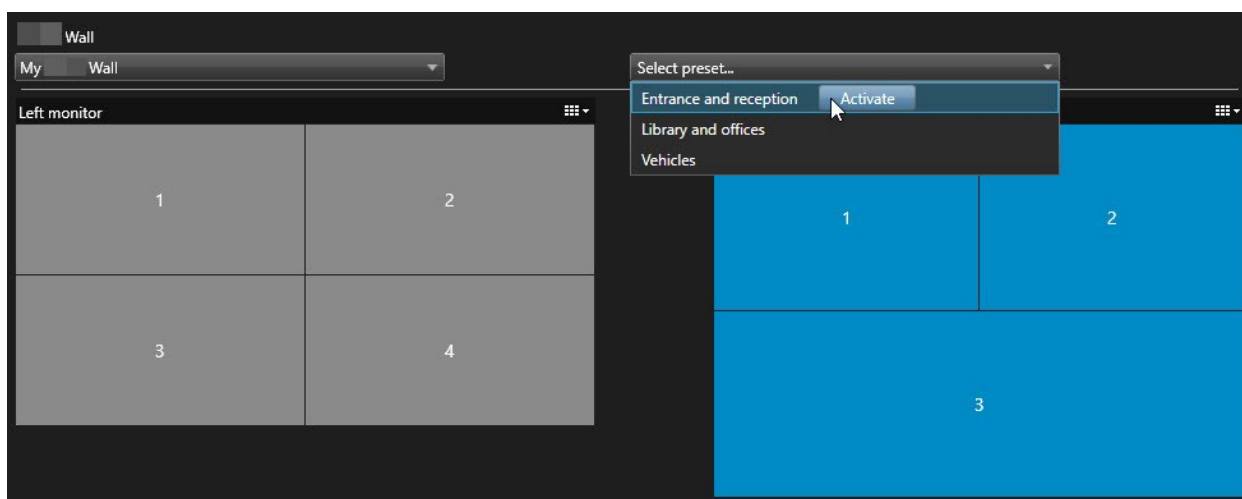 Wall
My Wall
Select preset...
Entrance and reception Activate
Library and offices
Vehicles
Left monitor
1
2
3
4
1
2
3